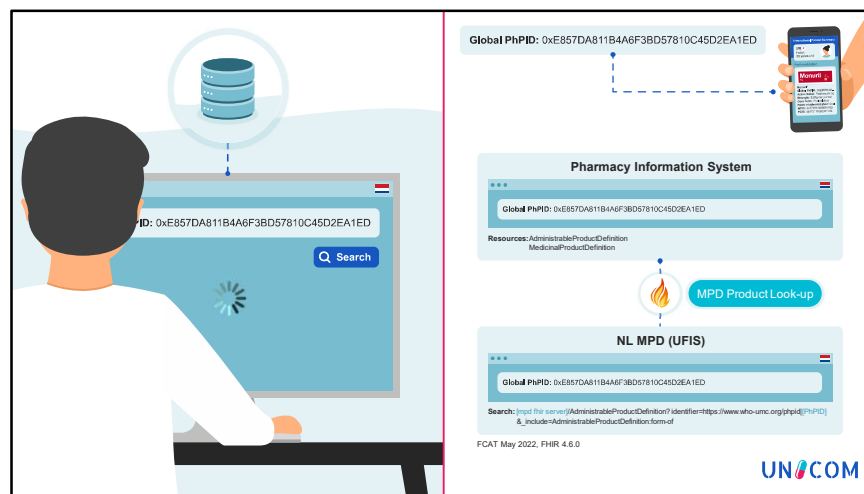 PID: 0xE857DA811B4A6F3BD57810C45D2EA1ED
Search
Global PhPID: 0xE857DA811B4A6F3BD57810C45D2EA1ED
Monuril
Pharmacy Information System
Global PhPID: 0xE857DA811B4A6F3BD57810C45D2EA1ED
Resources: AdministrableProductDefinition
MedicinalProductDefinition
MPD Product Look-up
NL MPD (UFIS)
Global PhPID: 0xE857DA811B4A6F3BD57810C45D2EA1ED
Search: [mpd fhir server]/AdministrableProductDefinition? identifier=https://www.who-umc.org/phpid|[PhPID]
&_include=AdministrableProductDefinition:form-of
FCAT May 2022, FHIR 4.6.0
UNICOM